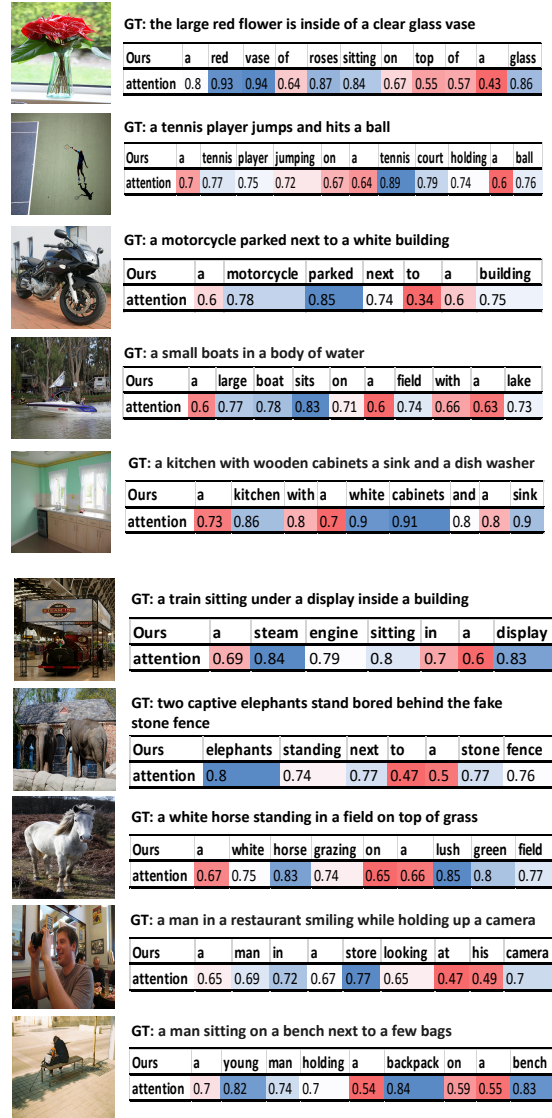 GT: the large red flower is inside of a clear glass vase
Ours a red vase of roses sitting on top of a glass
attention 0.8 0.93 0.94 0.64 0.87 0.84 0.67 0.55 0.57 0.43 0.86
GT: a tennis player jumps and hits a ball
Ours a tennis player jumping on a tennis court holding a ball
attention 0.7 0.77 0.75 0.72 0.67 0.64 0.89 0.79 0.74 0.6 0.76
GT: a motorcycle parked next to a white building
Ours a motorcycle parked next to a building
attention 0.6 0.78 0.85 0.74 0.34 0.6 0.75
GT: a small boats in a body of water
Ours a large boat sits on a field with a lake
attention 0.6 0.77 0.78 0.83 0.71 0.6 0.74 0.66 0.63 0.73
GT: a kitchen with wooden cabinets a sink and a dish washer
Ours a kitchen with a white cabinets and a sink
attention 0.73 0.86 0.8 0.7 0.9 0.91 0.8 0.8 0.9
GT: a train sitting under a display inside a building
Ours a steam engine sitting in a display
attention 0.69 0.84 0.79 0.8 0.7 0.6 0.83
GT: two captive elephants stand bored behind the fake
stone fence
Ours elephants standing next to a stone fence
attention 0.8 0.74 0.77 0.47 0.5 0.77 0.76
GT: a white horse standing in a field on top of grass
Ours a white horse grazing on a lush green field
attention 0.67 0.75 0.83 0.74 0.65 0.66 0.85 0.8 0.77
GT: a man in a restaurant smiling while holding up a camera
Ours a man in a store looking at his camera
attention 0.65 0.69 0.72 0.67 0.77 0.65 0.47 0.49 0.7
GT: a man sitting on a bench next to a few bags
Ours a young man holding a backpack on a bench
attention 0.7 0.82 0.74 0.7 0.54 0.84 0.59 0.55 0.83